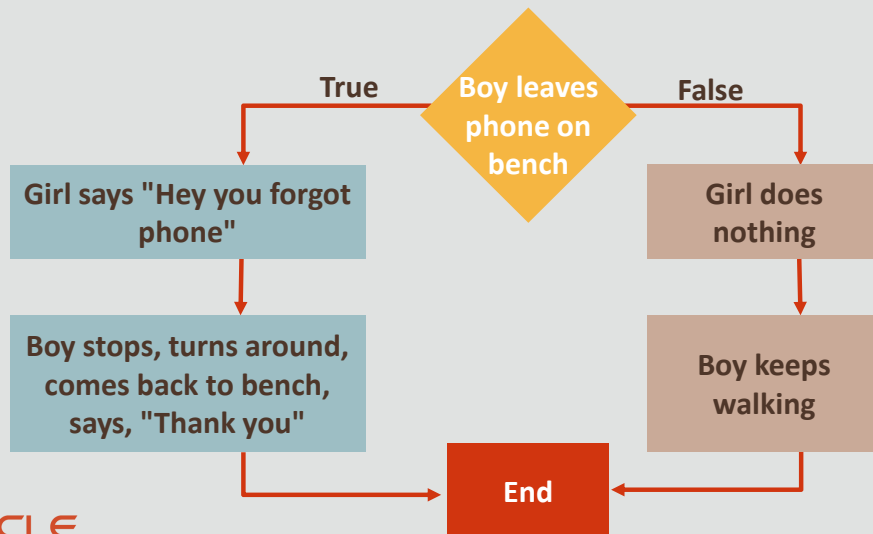 True
Boy leaves
phone on
bench
False
Girl says "Hey you forgot
phone"
Girl does
nothing
Boy stops, turns around,
comes back to bench,
says, "Thank you"
Boy keeps
walking
End